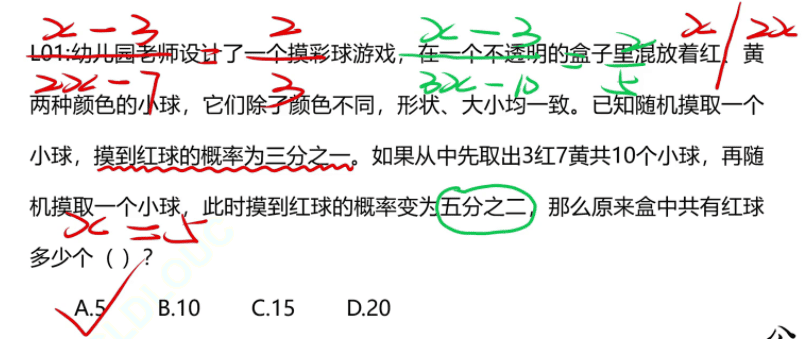 x-3 2 x-3 2 x/2x
L01:幼儿园老师设计了一个摸彩球游戏，在一个不透明的盒子里混放着红、黄
2x-7 = 3 3x-10 = 5
两种颜色的小球，它们除了颜色不同，形状、大小均一致。已知随机摸取一个
小球，摸到红球的概率为三分之一。如果从中先取出3红7黄共10个小球，再随
机摸取一个小球，此时摸到红球的概率变为五分之二，那么原来盒中共有红球
x=5
多少个（ ）？
A.5 B.10 C.15 D.20